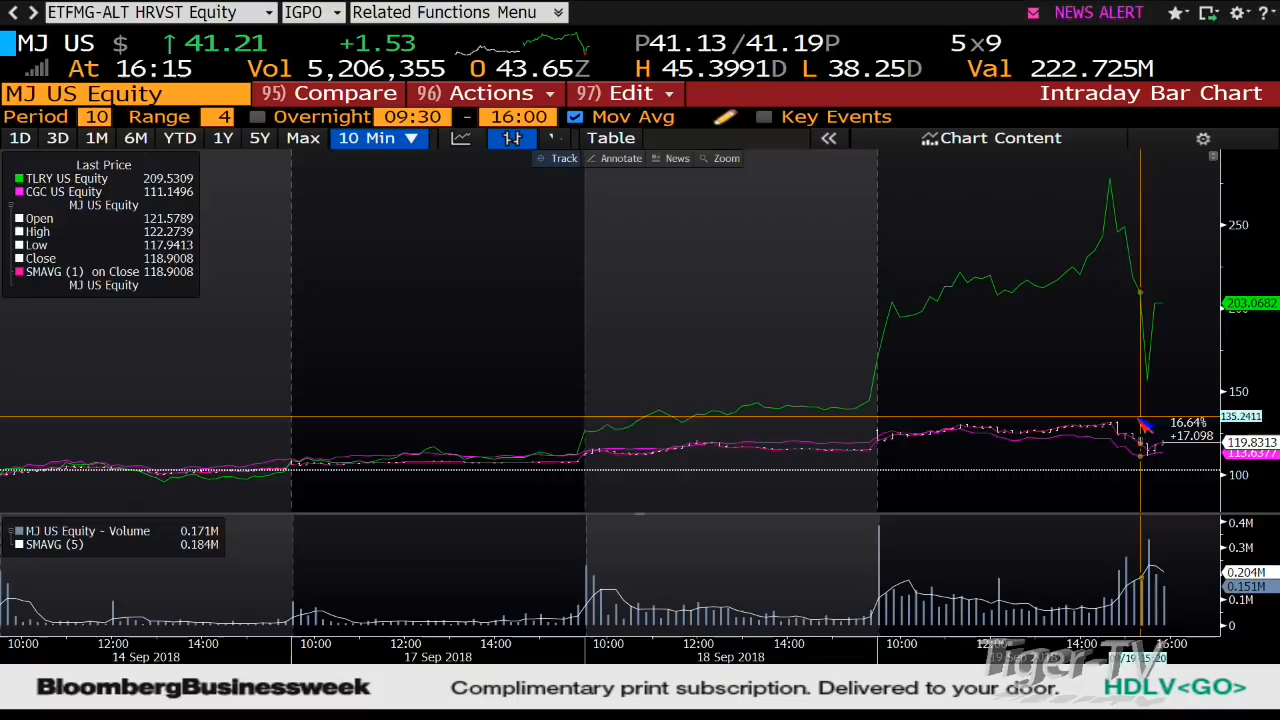 ETFMG-ALT HRVST Equity IGPO Related Functions Menu NEWS ALERT
MJ US $ ↑ 41.21 +1.53 P41.13/41.19P 5x9
At 16:15 Vol 5,206,355 O 43.65Z H 45.3991D L 38.25D Val 222.725M
MJ US Equity 95) Compare 96) Actions 97) Edit Intraday Bar Chart
Period 10 Range 4 Overnight 09:30 - 16:00 Mov Avg Key Events
1D 3D 1M 6M YTD 1Y 5Y Max 10 Min ▼ Table « Chart Content
Track Annotate News Zoom
Last Price
TLRY US Equity 209.5309
CGC US Equity 111.1496
MJ US Equity
Open 121.5789
High 122.2739
Low 117.9413
Close 118.9008
SMAVG (1) on Close 118.9008
MJ US Equity
250
203.0682
150
135.2411
16.64%
+17.098
119.8313
113.6377
100
MJ US Equity - Volume 0.171M
SMAVG (5) 0.184M
0.4M
0.3M
0.204M
0.151M
0.1M
0
10:00 12:00 14:00 10:00 12:00 14:00 10:00 12:00 14:00 10:00 12:00 14:00 16:00
14 Sep 2018 17 Sep 2018 18 Sep 2018 19 Sep 2018
Tiger-TV
BloombergBusinessweek Complimentary print subscription. Delivered to your door. HDLV<GO>